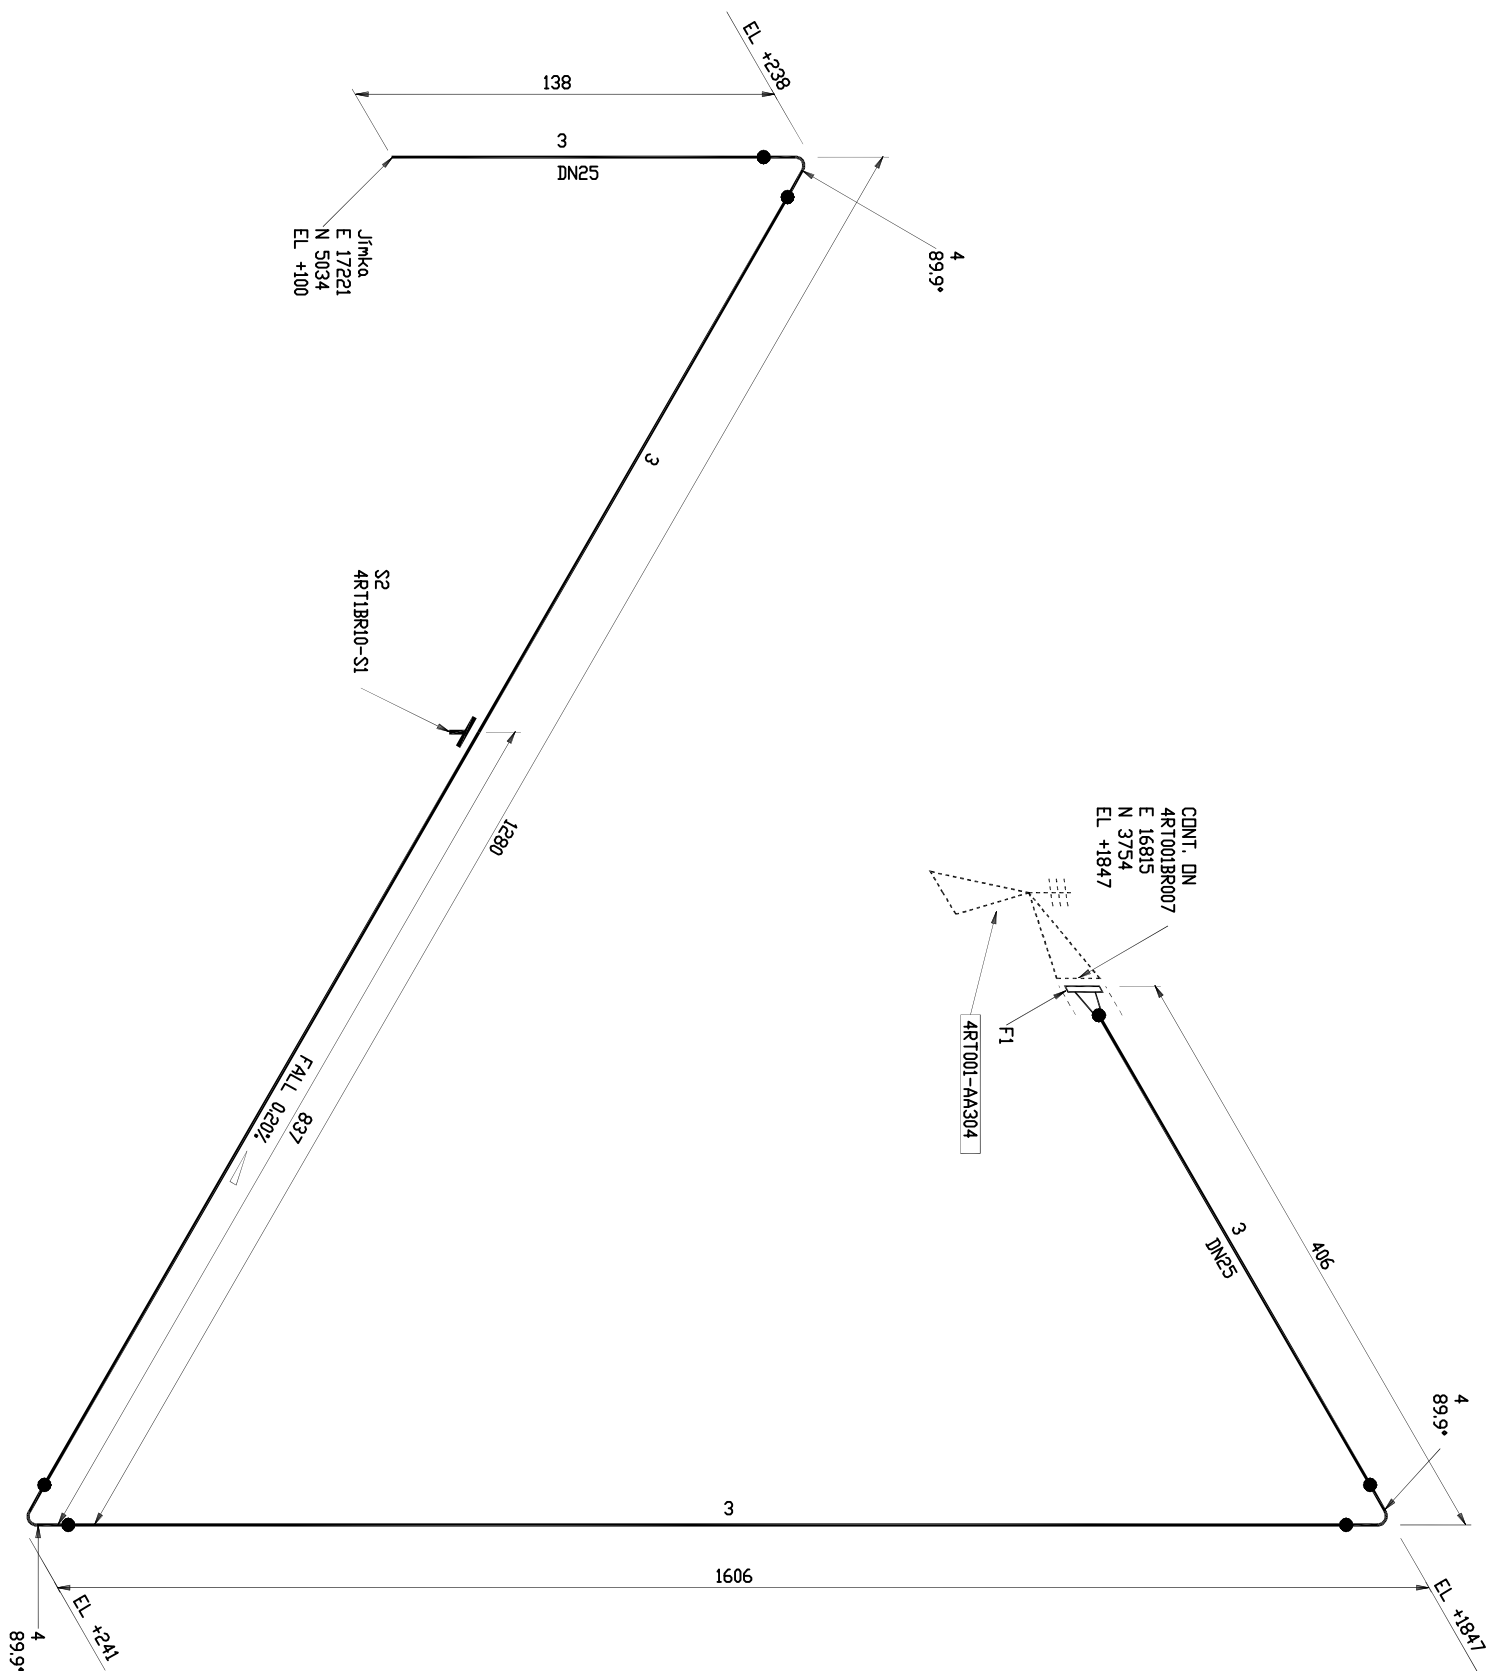 EL +238
138
3
DN25
4
89.9°
Jímka
E 17221
N 5034
EL +100
3
S2
4RT1BR10-S1
1280
CONT. ON
4RT001BR007
E 16815
N 3754
EL +1847
F1
4RT001-AA304
837
FALL 0.20%
3
DN25
406
4
89.9°
3
1606
EL +1847
EL +241
4
89.9°